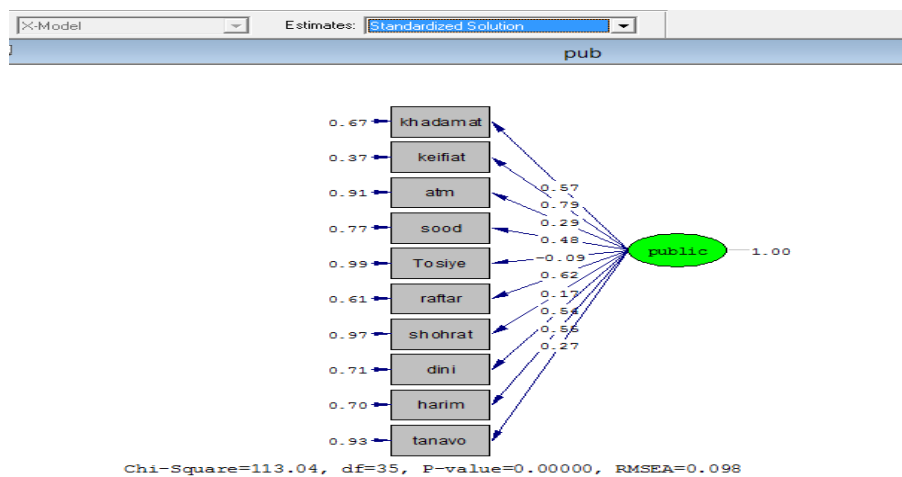 X-Model Estimates: Standardized Solution
pub
0.67 khadamat
0.37 keifiat
0.91 atm
0.77 sood
0.99 Tosiye
0.61 raftar
0.97 shohrat
0.71 dini
0.70 harim
0.93 tanavo
0.57
0.79
0.29
0.48
-0.09
0.62
0.17
0.54
0.56
0.27
public 1.00
Chi-Square=113.04, df=35, P-value=0.00000, RMSEA=0.098